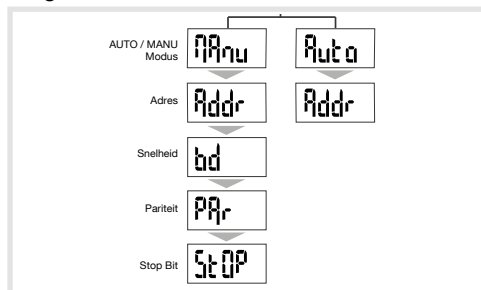 AUTO / MANU
Modus
MAnu
Auto
Adres
Addr
Addr
Snelheid
bd
Pariteit
PAr
Stop Bit
StOP